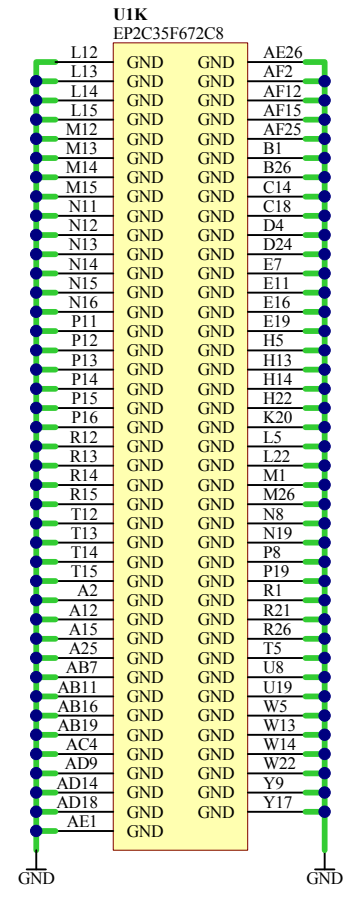 U1K
EP2C35F672C8
L12 GND GND AE26
L13 GND GND AF2
L14 GND GND AF12
L15 GND GND AF15
M12 GND GND AF25
M13 GND GND B1
M14 GND GND B26
M15 GND GND C14
N11 GND GND C18
N12 GND GND D4
N13 GND GND D24
N14 GND GND E7
N15 GND GND E11
N16 GND GND E16
P11 GND GND E19
P12 GND GND H5
P13 GND GND H13
P14 GND GND H14
P15 GND GND H22
P16 GND GND K20
R12 GND GND L5
R13 GND GND L22
R14 GND GND M1
R15 GND GND M26
T12 GND GND N8
T13 GND GND N19
T14 GND GND P8
T15 GND GND P19
A2 GND GND R1
A12 GND GND R21
A15 GND GND R26
A25 GND GND T5
AB7 GND GND U8
AB11 GND GND U19
AB16 GND GND W5
AB19 GND GND W13
AC4 GND GND W14
AD9 GND GND W22
AD14 GND GND Y9
AD18 GND GND Y17
AE1 GND
GND GND